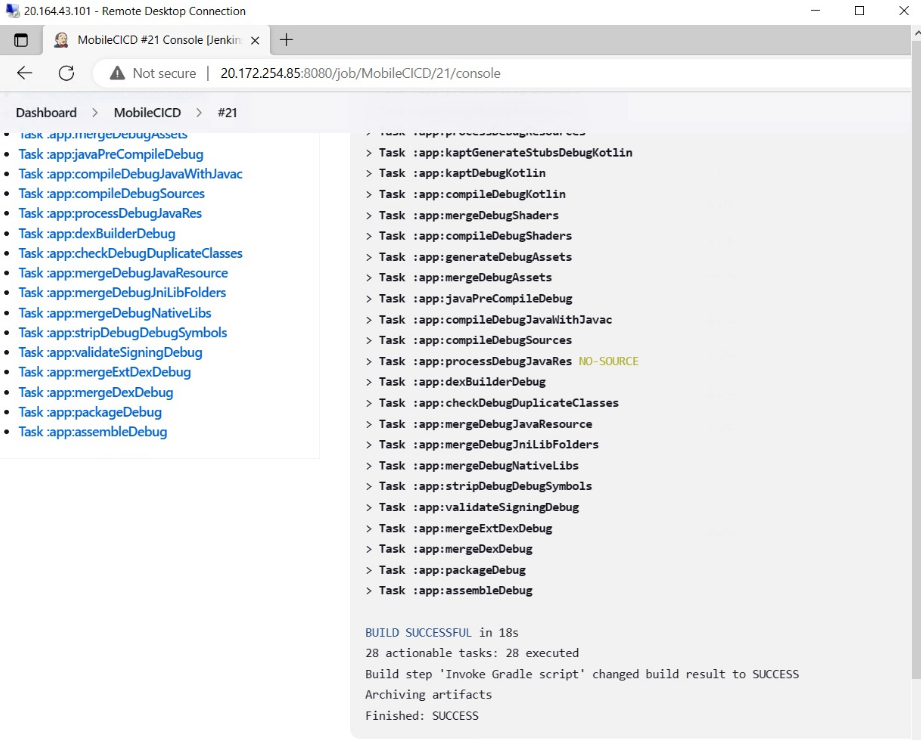 20.164.43.101 - Remote Desktop Connection
MobileCICD #21 Console [Jenkin
Not secure | 20.172.254.85:8080/job/MobileCICD/21/console
Dashboard > MobileCICD > #21
Task :app:mergeDebugAssets
Task :app:javaPreCompileDebug
Task :app:compileDebugJavaWithJavac
Task :app:compileDebugSources
Task :app:processDebugJavaRes
Task :app:dexBuilderDebug
Task :app:checkDebugDuplicateClasses
Task :app:mergeDebugJavaResource
Task :app:mergeDebugJniLibFolders
Task :app:mergeDebugNativeLibs
Task :app:stripDebugDebugSymbols
Task :app:validateSigningDebug
Task :app:mergeExtDexDebug
Task :app:mergeDexDebug
Task :app:packageDebug
Task :app:assembleDebug
> Task :app:processDebugResources
> Task :app:kaptGenerateStubsDebugKotlin
> Task :app:kaptDebugKotlin
> Task :app:compileDebugKotlin
> Task :app:mergeDebugShaders
> Task :app:compileDebugShaders
> Task :app:generateDebugAssets
> Task :app:mergeDebugAssets
> Task :app:javaPreCompileDebug
> Task :app:compileDebugJavaWithJavac
> Task :app:compileDebugSources
> Task :app:processDebugJavaRes NO-SOURCE
> Task :app:dexBuilderDebug
> Task :app:checkDebugDuplicateClasses
> Task :app:mergeDebugJavaResource
> Task :app:mergeDebugJniLibFolders
> Task :app:mergeDebugNativeLibs
> Task :app:stripDebugDebugSymbols
> Task :app:validateSigningDebug
> Task :app:mergeExtDexDebug
> Task :app:mergeDexDebug
> Task :app:packageDebug
> Task :app:assembleDebug
BUILD SUCCESSFUL in 18s
28 actionable tasks: 28 executed
Build step 'Invoke Gradle script' changed build result to SUCCESS
Archiving artifacts
Finished: SUCCESS